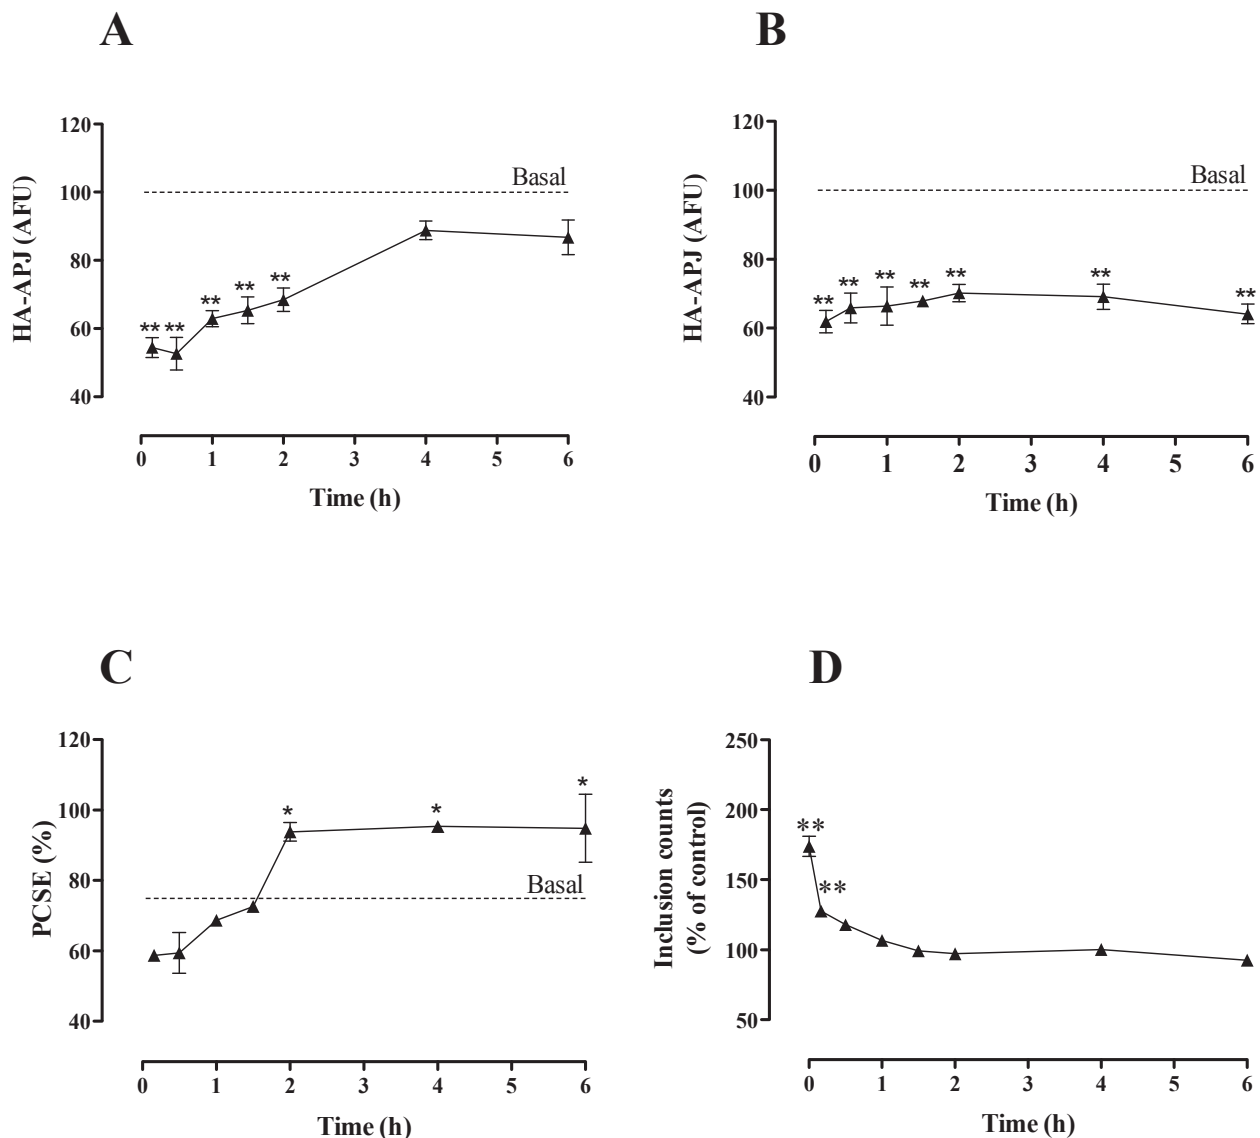 A
120
100
80
60
40
HA-APJ (AFU)
Basal
** ** ** ** **
0 1 2 3 4 5 6
Time (h)
B
120
100
80
60
40
HA-APJ (AFU)
Basal
** ** ** ** ** ** **
0 1 2 3 4 5 6
Time (h)
C
120
100
80
60
40
PCSE (%)
* * *
Basal
0 1 2 3 4 5 6
Time (h)
D
250
200
150
100
50
Inclusion counts
(% of control)
**
**
0 1 2 3 4 5 6
Time (h)